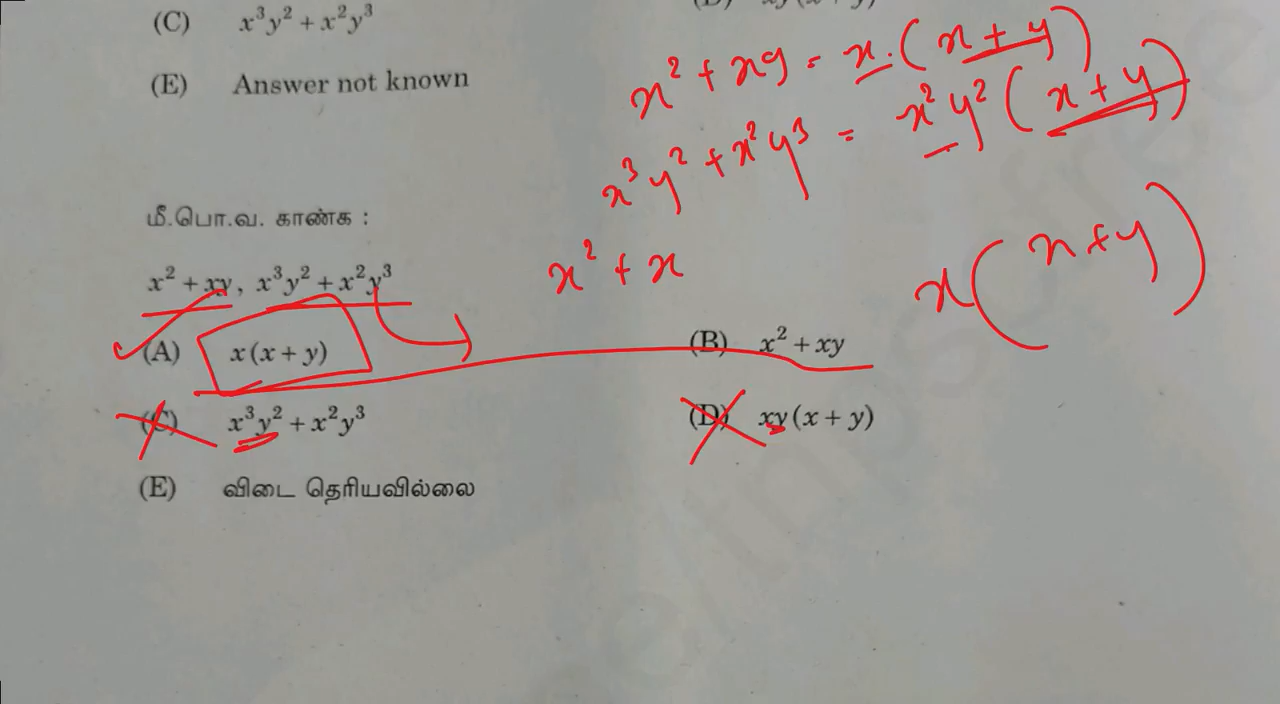 (C) x³y² + x²y³
(E) Answer not known
x² + xy = x.(x + y)
x³y² + x²y³ = x²y²(x + y)
மீ.பொ.வ. காண்க :
x² + xy, x³y² + x²y³
x² + x
x(x + y)
(A) x(x + y)
(B) x² + xy
(C) x³y² + x²y³
(D) xy(x + y)
(E) விடை தெரியவில்லை